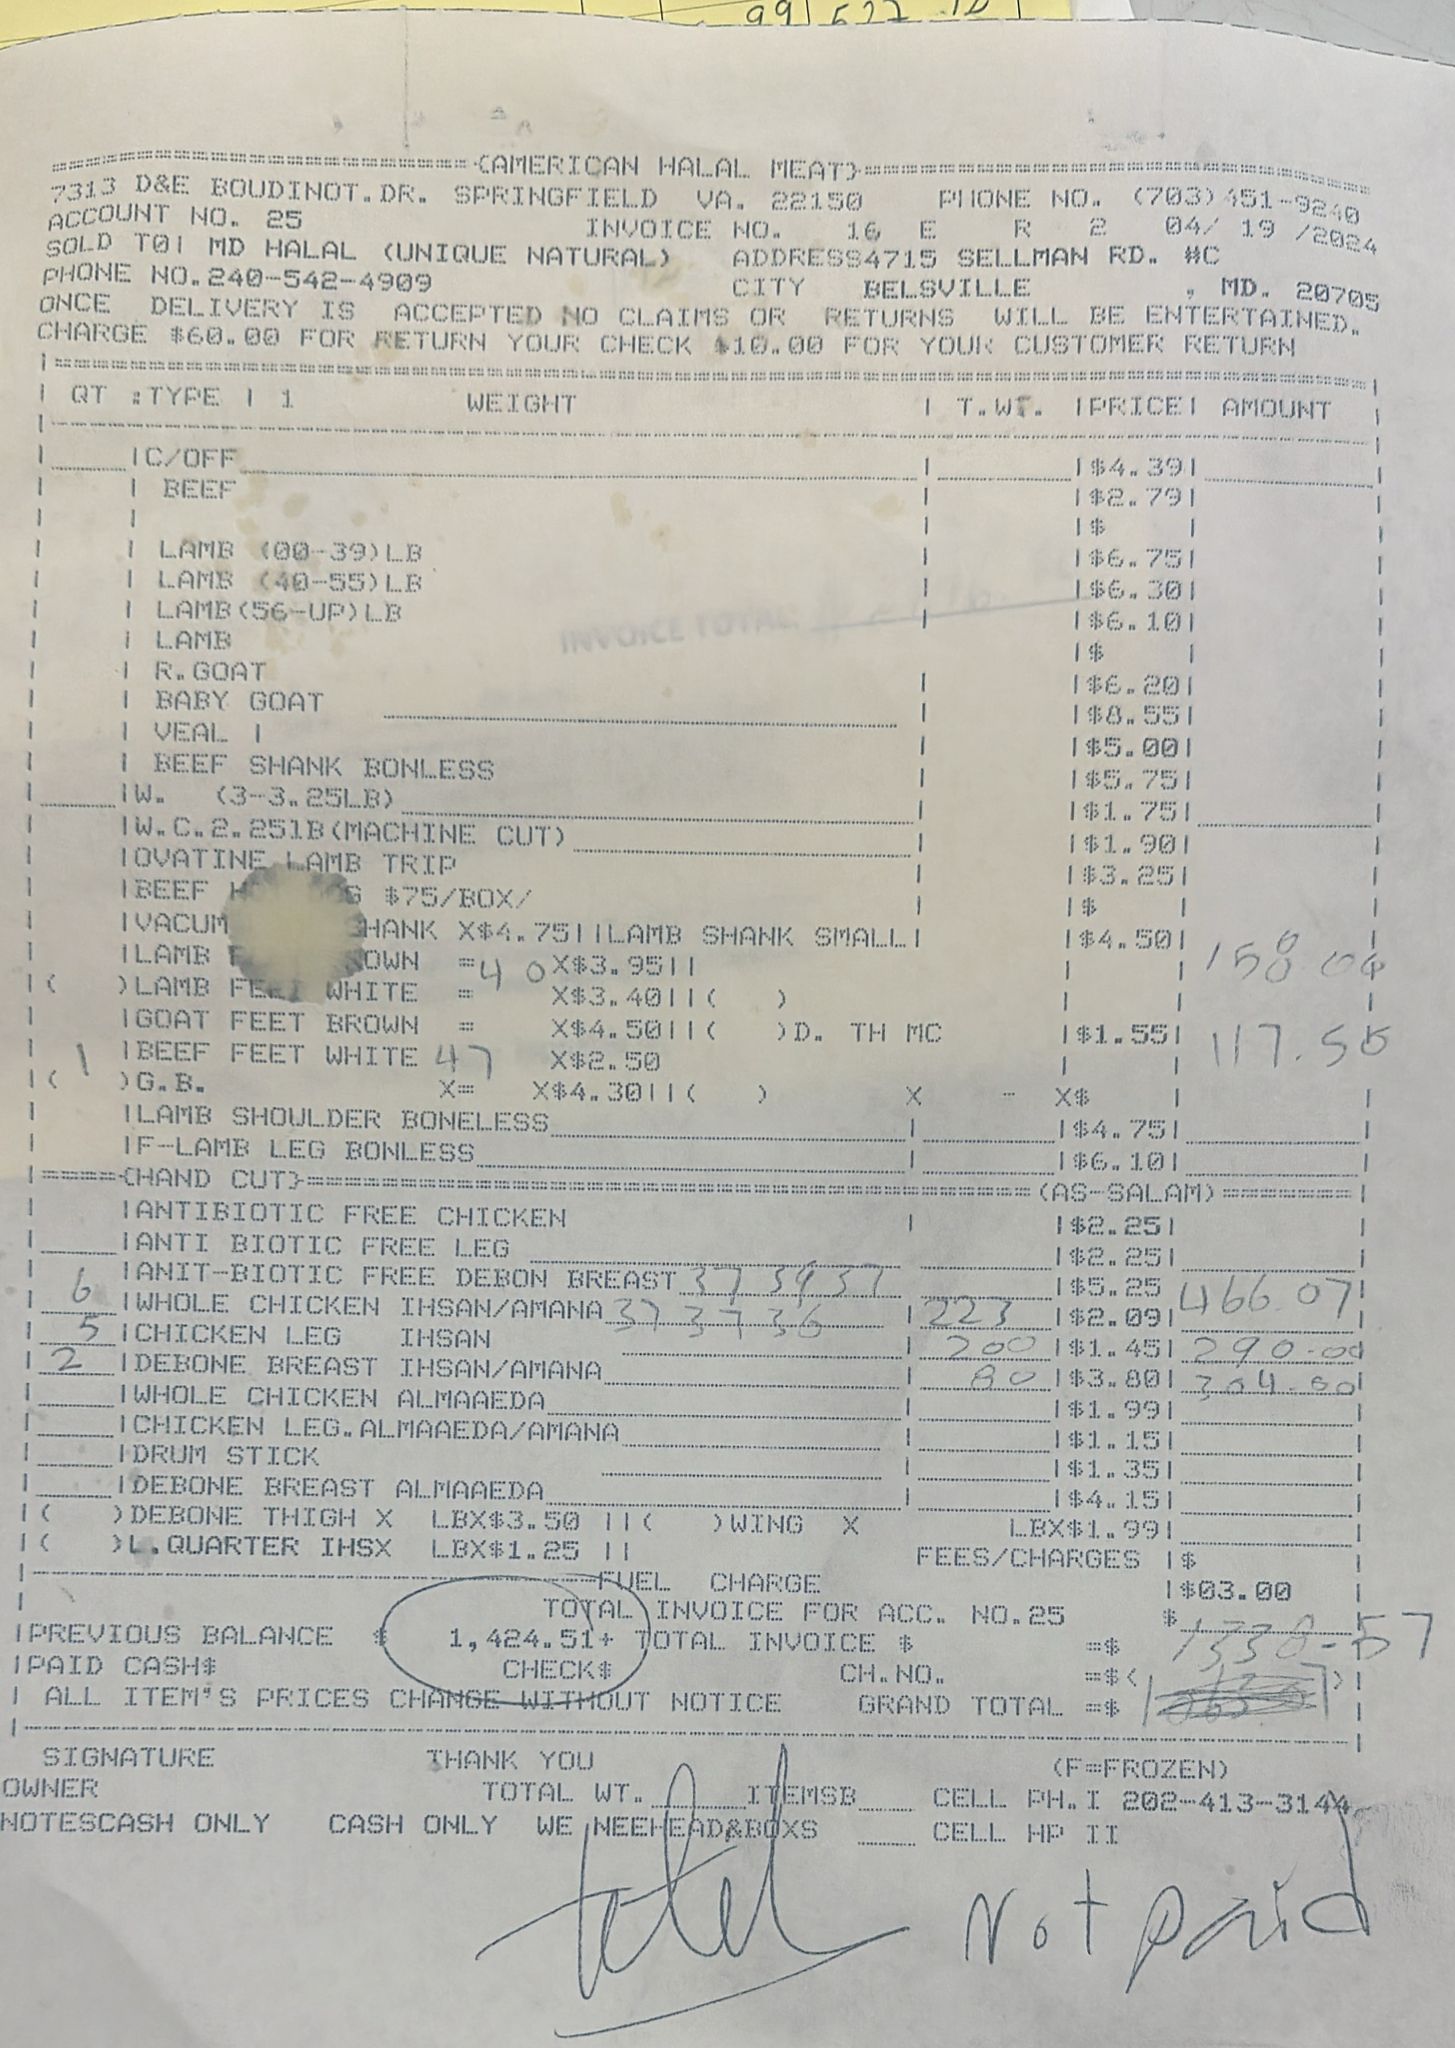 99 527.12
(AMERICAN HALAL MEAT)
7313 D&E BOUDINOT.DR. SPRINGFIELD VA. 22150 PHONE NO. (703)451-9240
ACCOUNT NO. 25 INVOICE NO. 16 E R 2 04/ 19 /2024
SOLD TO| MD HALAL (UNIQUE NATURAL) ADDRESS4715 SELLMAN RD. #C
PHONE NO.240-542-4909 CITY BELSVILLE , MD. 20705
ONCE DELIVERY IS ACCEPTED NO CLAIMS OR RETURNS WILL BE ENTERTAINED.
CHARGE $60.00 FOR RETURN YOUR CHECK $10.00 FOR YOUR CUSTOMER RETURN
QT :TYPE | 1 WEIGHT | T.WT. |PRICE| AMOUNT
|C/OFF |$4.39|
| BEEF |$2.79|
| |$ |
| LAMB (00-39)LB |$6.75|
| LAMB (40-55)LB |$6.30|
| LAMB(56-UP)LB |$6.10|
INVOICE TOTAL
| LAMB |$ |
| R.GOAT |$6.20|
| BABY GOAT |$8.55|
| VEAL | |$5.00|
| BEEF SHANK BONLESS |$5.75|
|W. (3-3.25LB) |$1.75|
|W.C.2.25lB(MACHINE CUT) |$1.90|
|OVATINE LAMB TRIP |$3.25|
|BEEF $75/BOX/ |$ |
|VACUM HANK X$4.75||LAMB SHANK SMALL| |$4.50|
|LAMB OWN =40 X$3.95|| 158.00
|( )LAMB FEET WHITE = X$3.40||( )
|GOAT FEET BROWN = X$4.50||( )D. TH MC |$1.55|
1 |BEEF FEET WHITE 47 X$2.50 117.50
|( )G.B. X= X$4.30||( ) X - X$
|LAMB SHOULDER BONELESS |$4.75|
|F-LAMB LEG BONLESS |$6.10|
|=====(HAND CUT)=====(AS-SALAM)=======|
|ANTIBIOTIC FREE CHICKEN |$2.25|
|ANTI BIOTIC FREE LEG |$2.25|
|ANIT-BIOTIC FREE DEBON BREAST 37 39 37 |$5.25
6 |WHOLE CHICKEN IHSAN/AMANA 37 37 36 | 223 |$2.09| 466.07
5 |CHICKEN LEG IHSAN 200 |$1.45| 290.00
2 |DEBONE BREAST IHSAN/AMANA 80 |$3.80| 304.00
|WHOLE CHICKEN ALMAAEDA |$1.99|
|CHICKEN LEG.ALMAAEDA/AMANA |$1.15|
|DRUM STICK |$1.35|
|DEBONE BREAST ALMAAEDA |$4.15|
|( )DEBONE THIGH X LBX$3.50 ||( )WING X LBX$1.99|
|( )L.QUARTER IHSX LBX$1.25 || FEES/CHARGES |$
FUEL CHARGE |$03.00
TOTAL INVOICE FOR ACC. NO.25 $
|PREVIOUS BALANCE $ 1,424.51+ TOTAL INVOICE $ =$ 1338-57
|PAID CASH$ CHECK$ CH.NO. =$( )
| ALL ITEM'S PRICES CHANGE WITHOUT NOTICE GRAND TOTAL =$
SIGNATURE THANK YOU (F=FROZEN)
OWNER TOTAL WT. ITEMSB CELL PH.I 202-413-3144
NOTESCASH ONLY CASH ONLY WE NEEHEAD&BOXS CELL HP II
Not paid